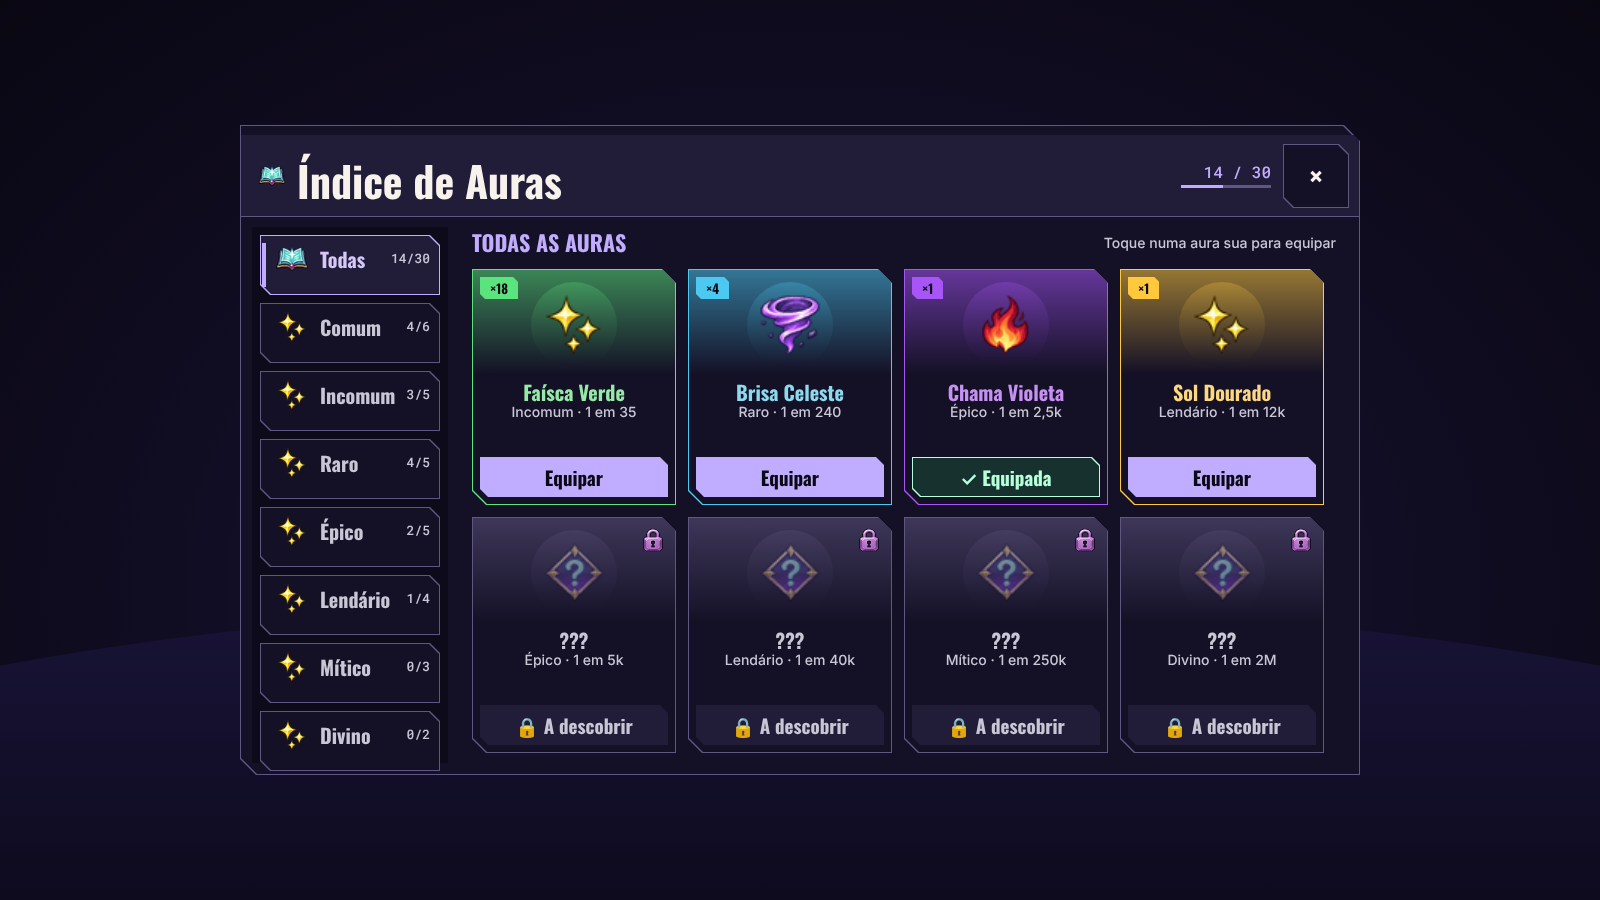 Índice de Auras
14 / 30
×
Todas 14/30
Comum 4/6
Incomum 3/5
Raro 4/5
Épico 2/5
Lendário 1/4
Mítico 0/3
Divino 0/2
TODAS AS AURAS
Toque numa aura sua para equipar
×18
Faísca Verde
Incomum · 1 em 35
Equipar
×4
Brisa Celeste
Raro · 1 em 240
Equipar
×1
Chama Violeta
Épico · 1 em 2,5k
✓ Equipada
×1
Sol Dourado
Lendário · 1 em 12k
Equipar
?
???
Épico · 1 em 5k
A descobrir
?
???
Lendário · 1 em 40k
A descobrir
?
???
Mítico · 1 em 250k
A descobrir
?
???
Divino · 1 em 2M
A descobrir